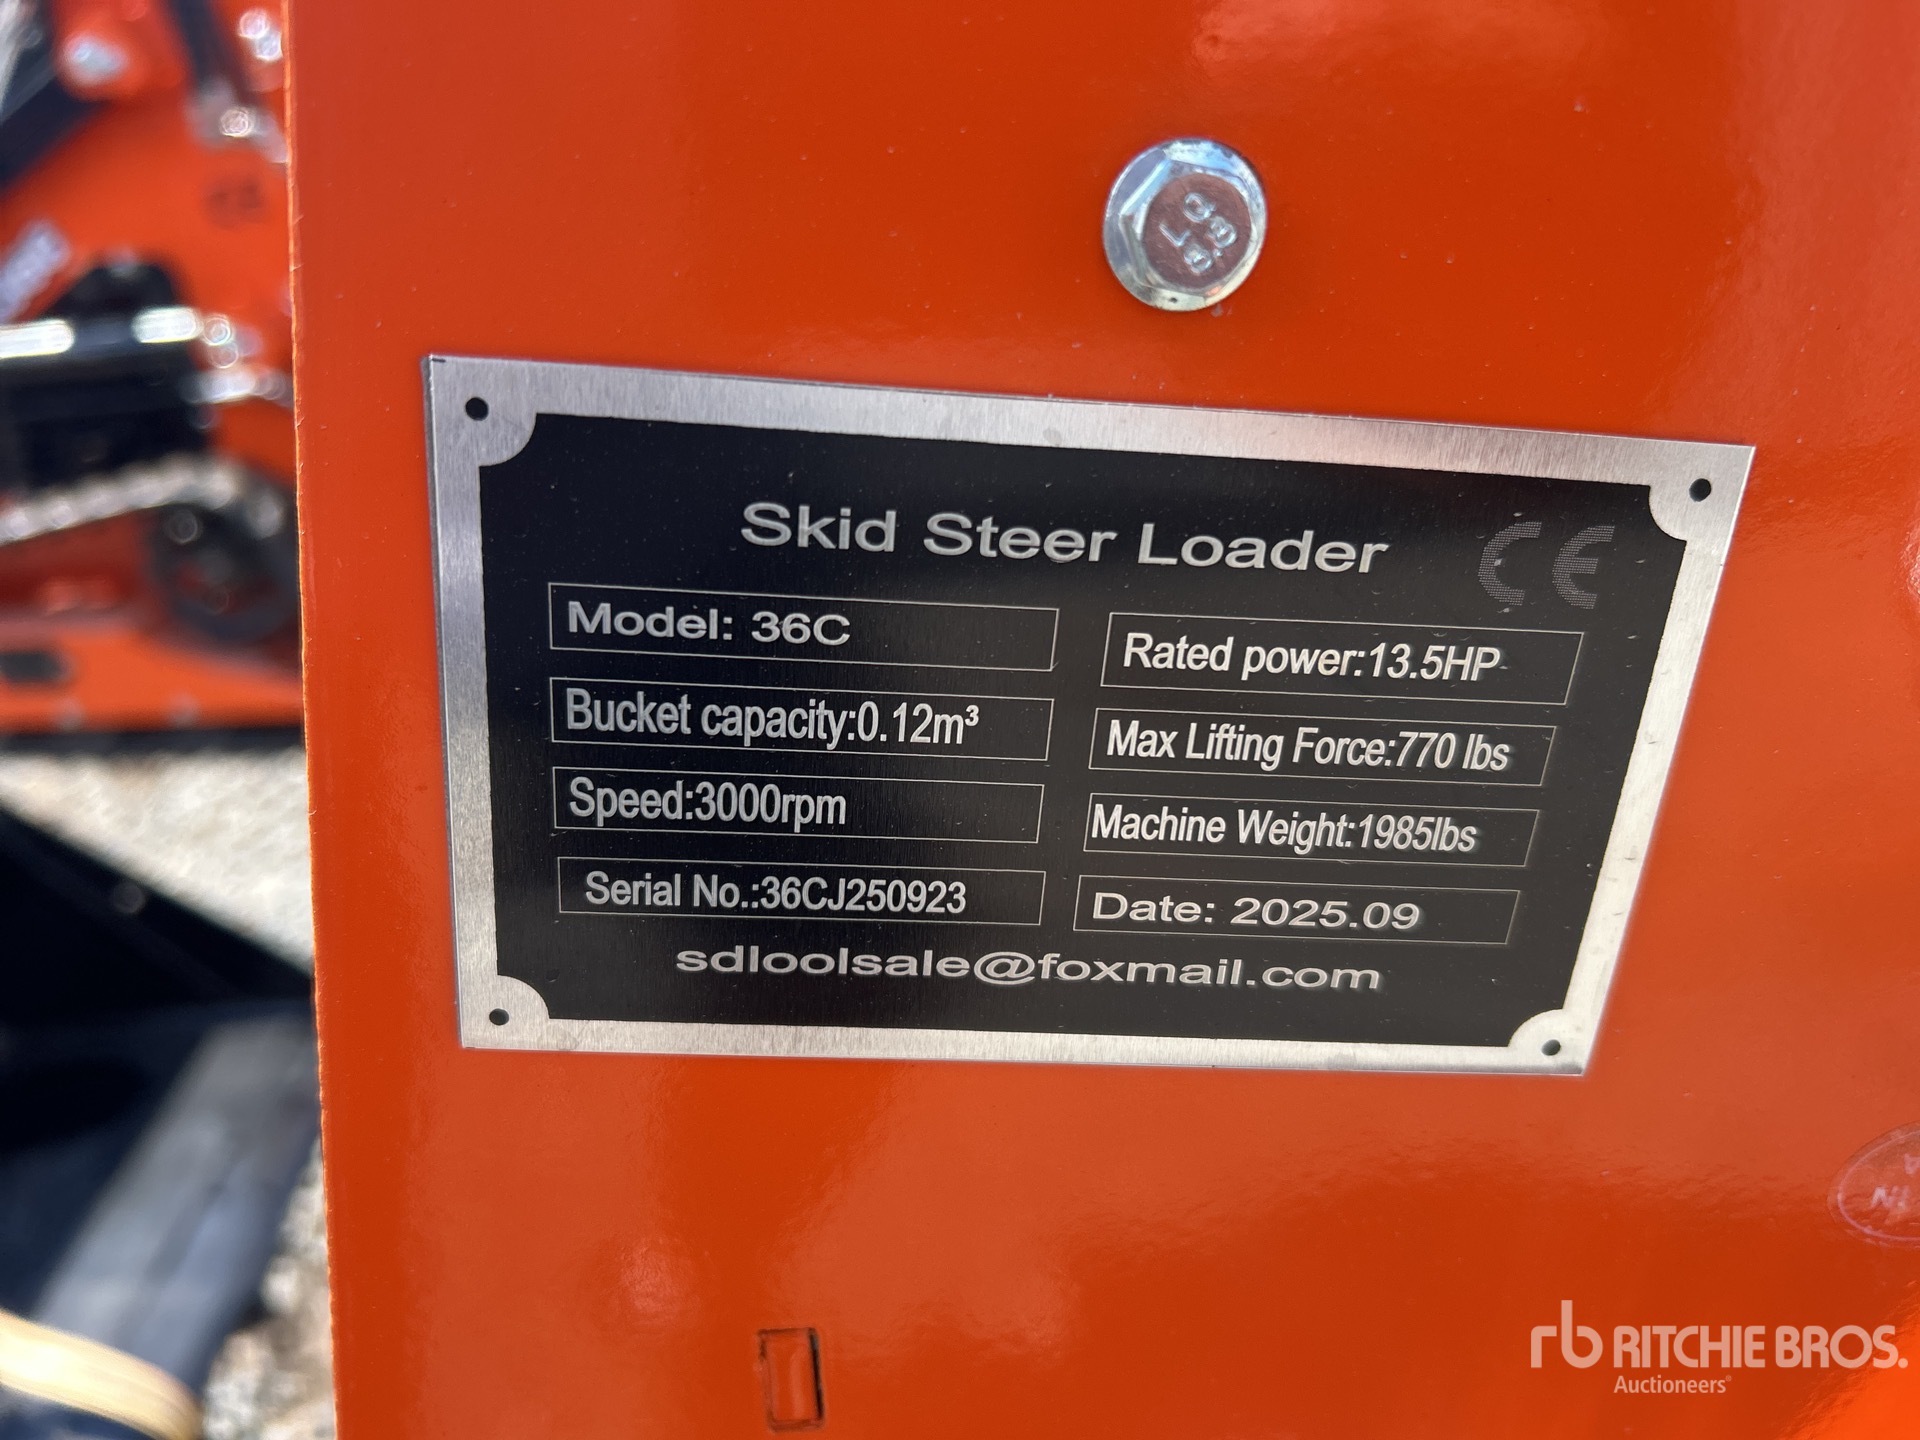 Skid Steer Loader CE
Model: 36C
Rated power:13.5HP
Bucket capacity:0.12m³
Max Lifting Force:770 lbs
Speed:3000rpm
Machine Weight:1985lbs
Serial No.:36CJ250923
Date: 2025.09
sdloolsale@foxmail.com
rb RITCHIE BROS.
Auctioneers